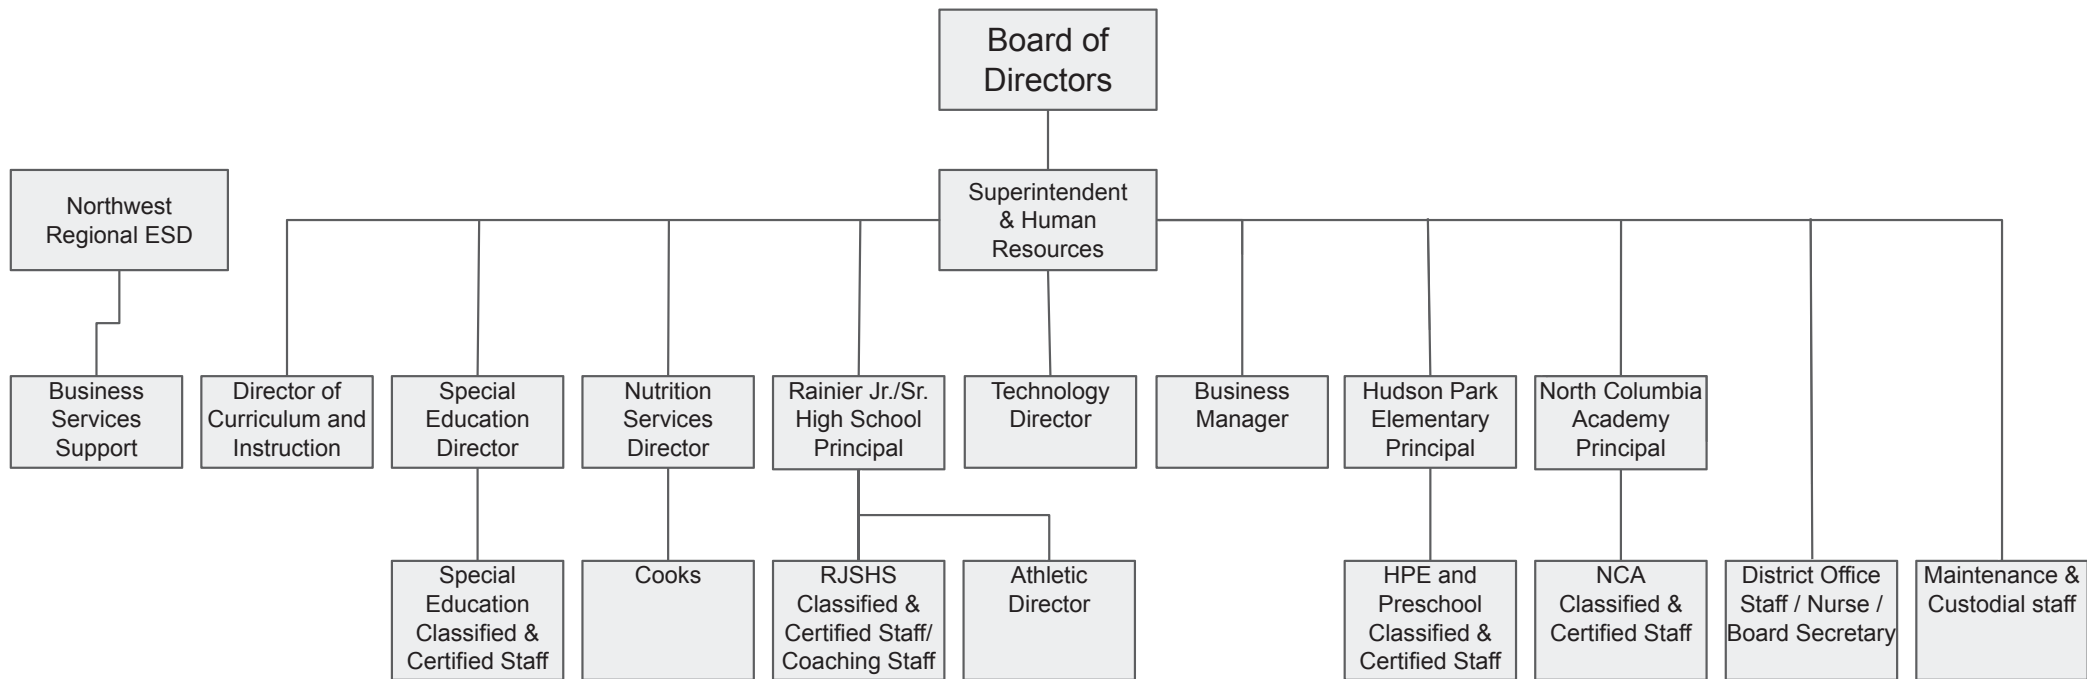 Board of
Directors
Northwest
Regional ESD
Superintendent
& Human
Resources
Business
Services
Support
Director of
Curriculum and
Instruction
Special
Education
Director
Nutrition
Services
Director
Rainier Jr./Sr.
High School
Principal
Technology
Director
Business
Manager
Hudson Park
Elementary
Principal
North Columbia
Academy
Principal
Special
Education
Classified &
Certified Staff
Cooks
RJSHS
Classified &
Certified Staff/
Coaching Staff
Athletic
Director
HPE and
Preschool
Classified &
Certified Staff
NCA
Classified &
Certified Staff
District Office
Staff / Nurse /
Board Secretary
Maintenance &
Custodial staff